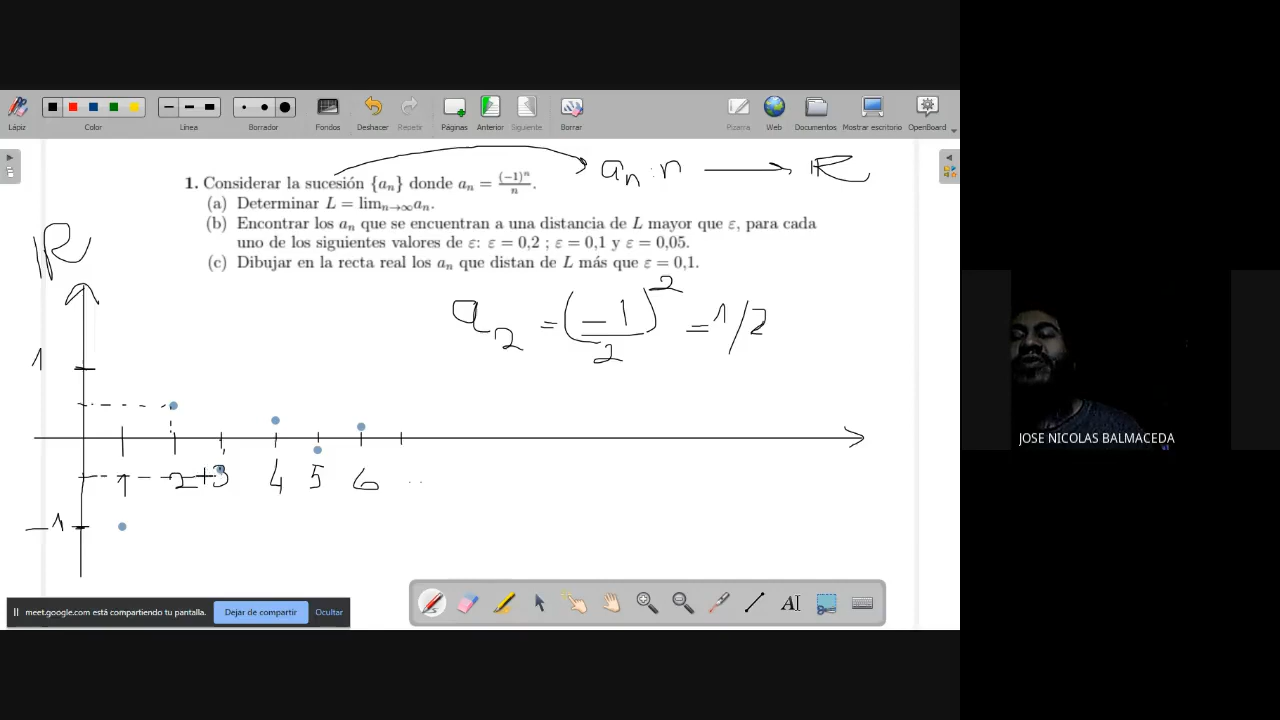 Lápiz Color Línea Borrador Fondos Deshacer Repetir Páginas Anterior Siguiente Borrar Pizarra Web Documentos Mostrar escritorio OpenBoard
1. Considerar la sucesión {aₙ} donde aₙ = (-1)ⁿ/n.
aₙ : n → ℝ
(a) Determinar L = limₙ→∞ aₙ.
(b) Encontrar los aₙ que se encuentran a una distancia de L mayor que ε, para cada
uno de los siguientes valores de ε: ε = 0,2 ; ε = 0,1 y ε = 0,05.
(c) Dibujar en la recta real los aₙ que distan de L más que ε = 0,1.
ℝ
a₂ = (-1/2)² = 1/2
1
1 2 3 4 5 6 ..
-1
JOSE NICOLAS BALMACEDA
meet.google.com está compartiendo tu pantalla. Dejar de compartir Ocultar
AI